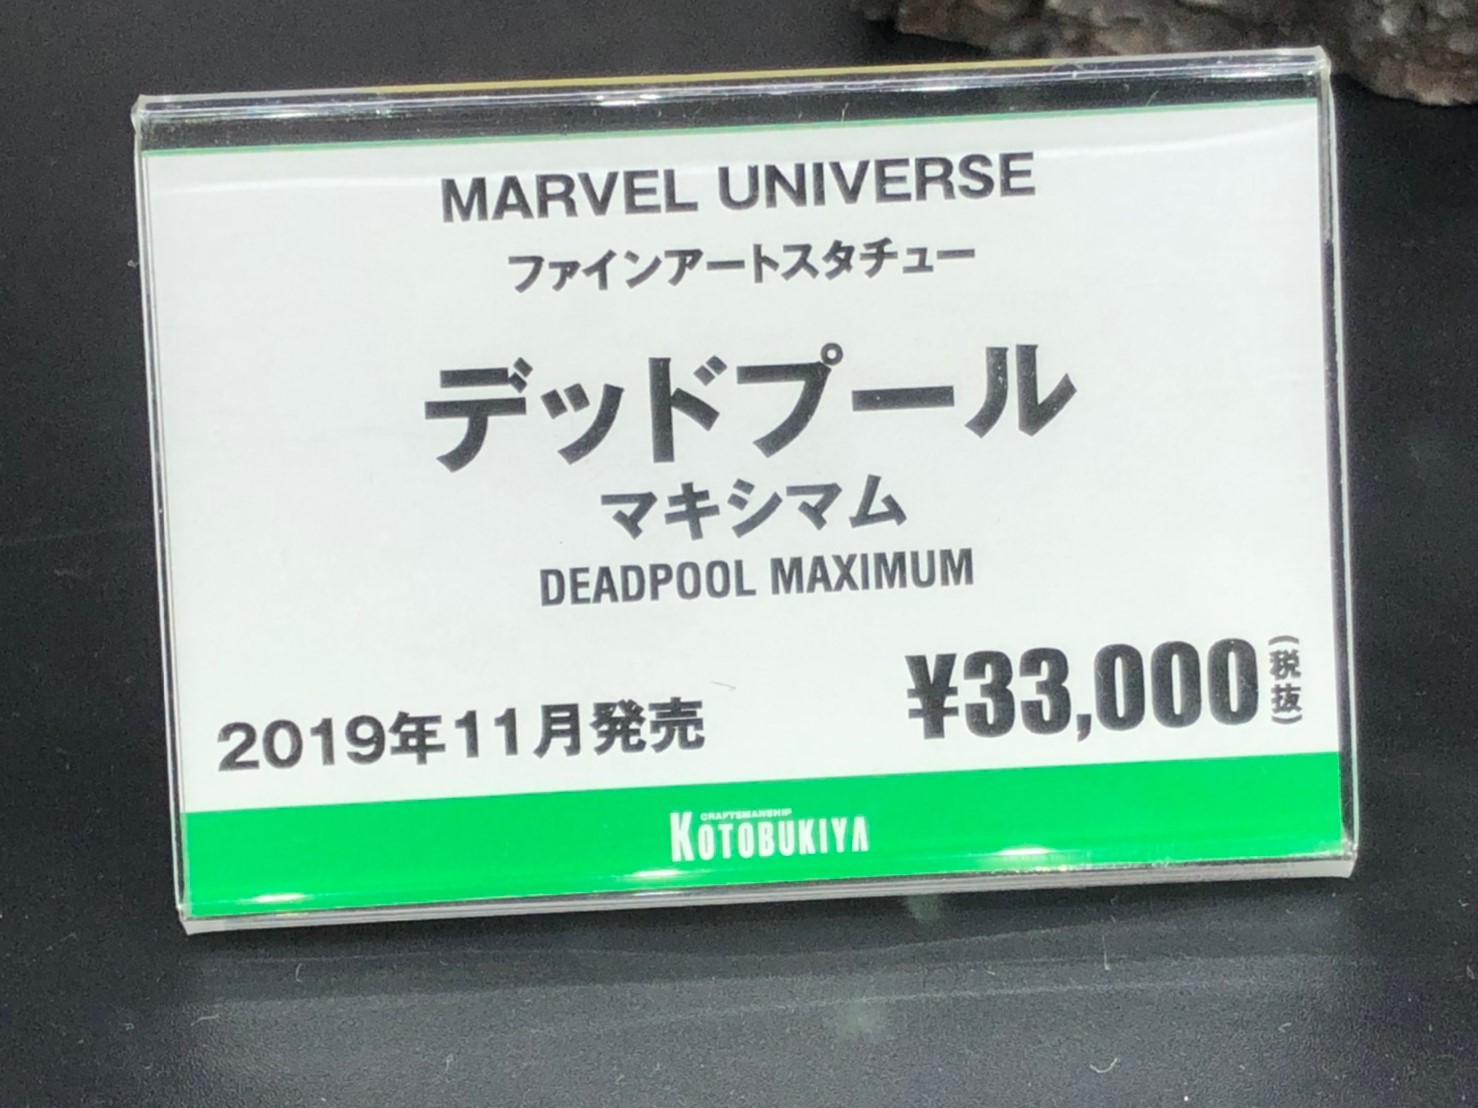 MARVEL UNIVERSE
ファインアートスタチュー
デッドプール
マキシマム
DEADPOOL MAXIMUM
2019年11月発売
¥33,000(税抜)
CRAFTSMANSHIP
KOTOBUKIYA